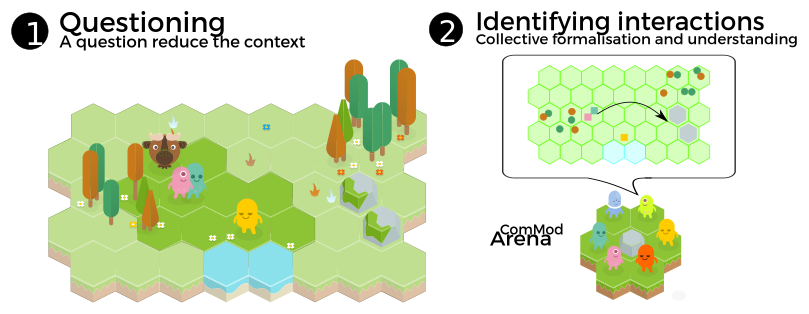 1 Questioning
A question reduce the context
2 Identifying interactions
Collective formalisation and understanding
ComMod
Arena